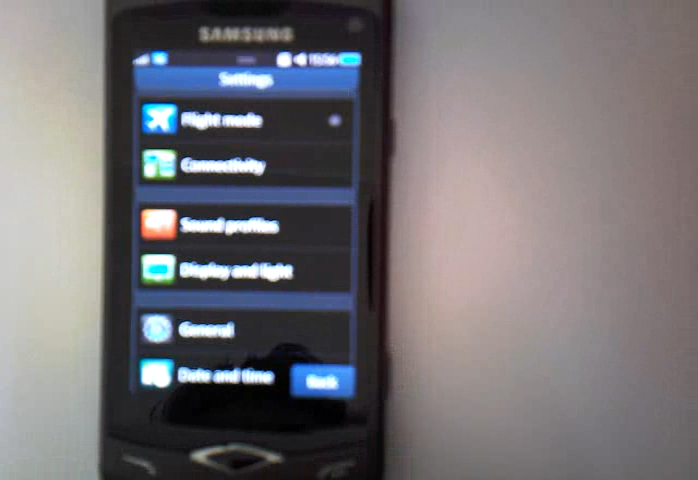 SAMSUNG
Settings
Flight mode
Connectivity
Sound profiles
Display and light
General
Date and time
Back